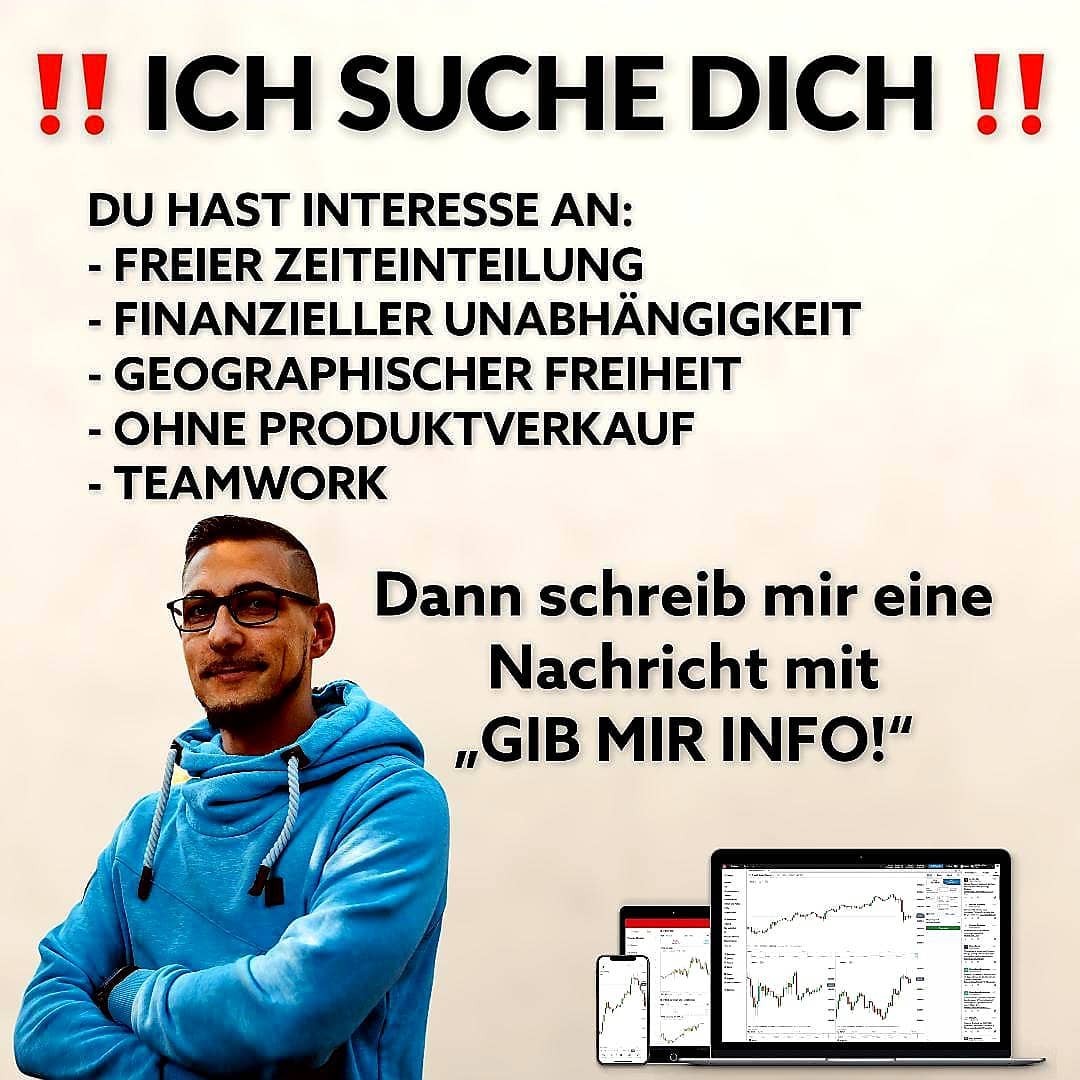 ‼ ICH SUCHE DICH ‼
DU HAST INTERESSE AN:
- FREIER ZEITEINTEILUNG
- FINANZIELLER UNABHÄNGIGKEIT
- GEOGRAPHISCHER FREIHEIT
- OHNE PRODUKTVERKAUF
- TEAMWORK
Dann schreib mir eine
Nachricht mit
„GIB MIR INFO!“